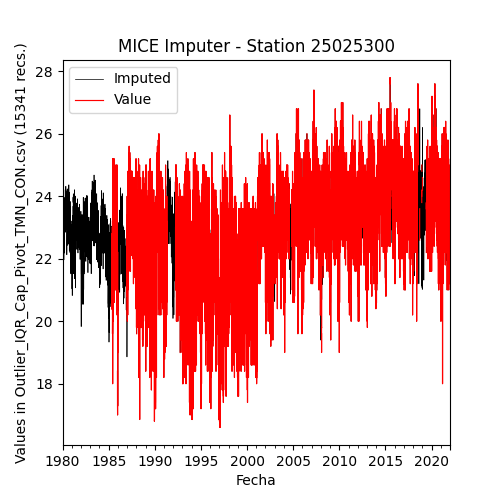 MICE Imputer - Station 25025300
Imputed
Value
Values in Outlier_IQR_Cap_Pivot_TMN_CON.csv (15341 recs.)
28
26
24
22
20
18
1980 1985 1990 1995 2000 2005 2010 2015 2020
Fecha